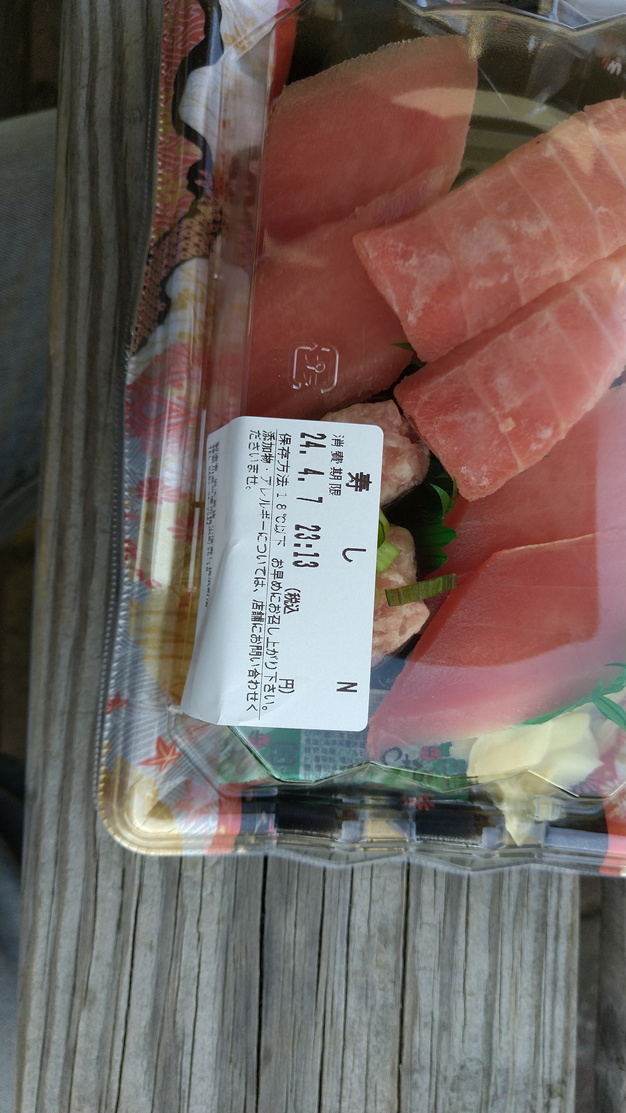 寿 し N
消費期限
24. 4. 7 23:13
(税込 円)
保存方法 18℃以下 お早めにお召し上がり下さい。
添加物・アレルギーについては、店舗にお問い合わせく
ださいませ。